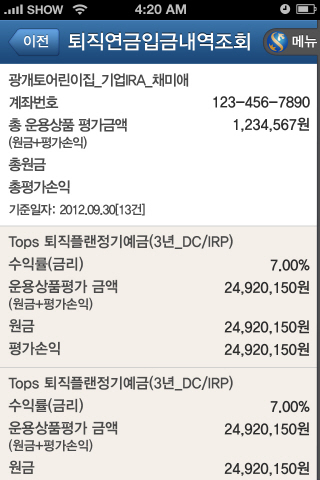 SHOW 4:20 AM
이전 퇴직연금입금내역조회 메뉴
광개토어린이집_기업IRA_채미애
계좌번호 123-456-7890
총 운용상품 평가금액 1,234,567원
(원금+평가손익)
총원금
총평가손익
기준일자: 2012.09.30[13건]
Tops 퇴직플랜정기예금(3년_DC/IRP)
수익률(금리) 7.00%
운용상품평가 금액 24,920,150원
(원금+평가손익)
원금 24,920,150원
평가손익 24,920,150원
Tops 퇴직플랜정기예금(3년_DC/IRP)
수익률(금리) 7.00%
운용상품평가 금액 24,920,150원
(원금+평가손익)
원금 24,920,150원